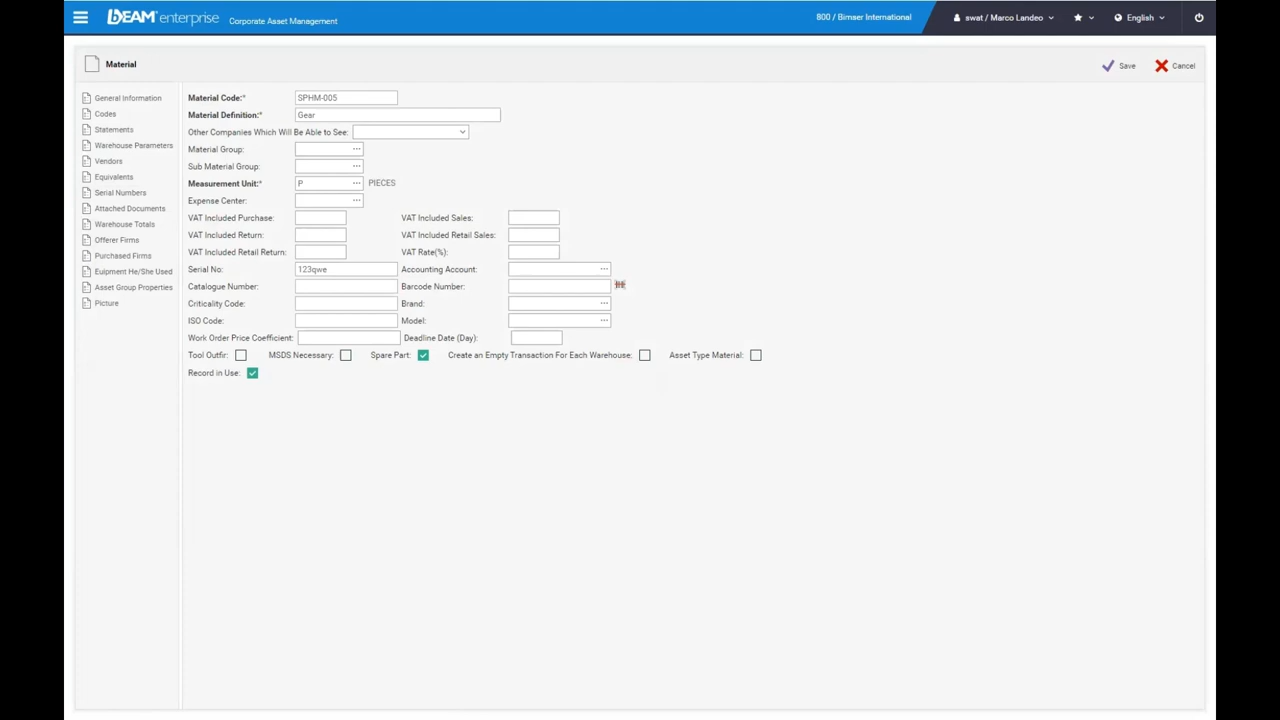 bEAM enterprise Corporate Asset Management 800 / Bimser International swat / Marco Landeo English
Material Save Cancel
General Information
Codes
Statements
Warehouse Parameters
Vendors
Equivalents
Serial Numbers
Attached Documents
Warehouse Totals
Offerer Firms
Purchased Firms
Euipment He/She Used
Asset Group Properties
Picture
Material Code:* SPHM-005
Material Definition:* Gear
Other Companies Which Will Be Able to See:
Material Group: ...
Sub Material Group: ...
Measurement Unit:* P ... PIECES
Expense Center: ...
VAT Included Purchase: VAT Included Sales:
VAT Included Return: VAT Included Retail Sales:
VAT Included Retail Return: VAT Rate(%):
Serial No: 123qwe Accounting Account: ...
Catalogue Number: Barcode Number:
Criticality Code: Brand: ...
ISO Code: Model: ...
Work Order Price Coefficient: Deadline Date (Day):
Tool Outfir: MSDS Necessary: Spare Part: Create an Empty Transaction For Each Warehouse: Asset Type Material:
Record in Use: